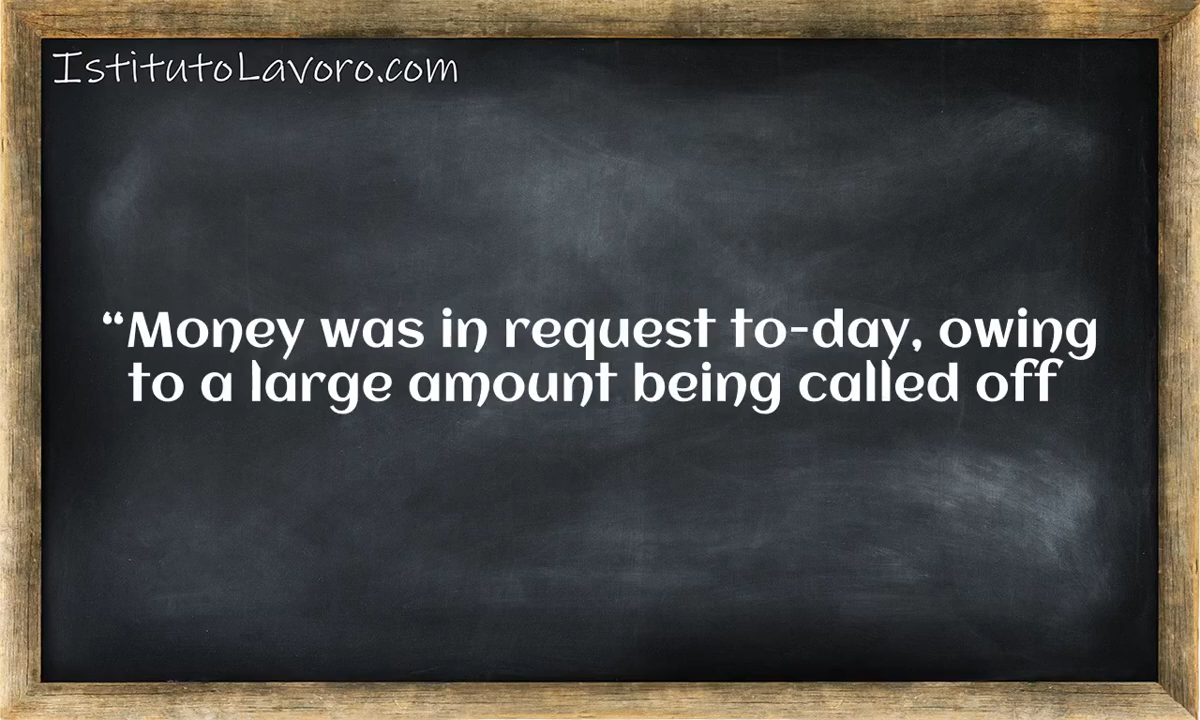 IstitutoLavoro.com
“Money was in request to-day, owing
to a large amount being called off